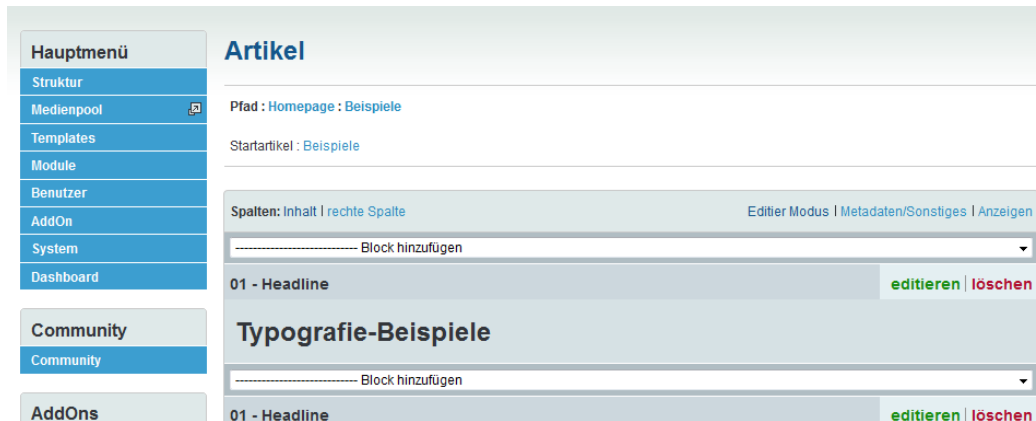 Hauptmenü
Struktur
Medienpool
Templates
Module
Benutzer
AddOn
System
Dashboard
Community
Community
AddOns
Artikel
Pfad : Homepage : Beispiele
Startartikel : Beispiele
Spalten: Inhalt | rechte Spalte Editier Modus | Metadaten/Sonstiges | Anzeigen
---------------------------- Block hinzufügen
01 - Headline editieren | löschen
Typografie-Beispiele
---------------------------- Block hinzufügen
01 - Headline editieren | löschen